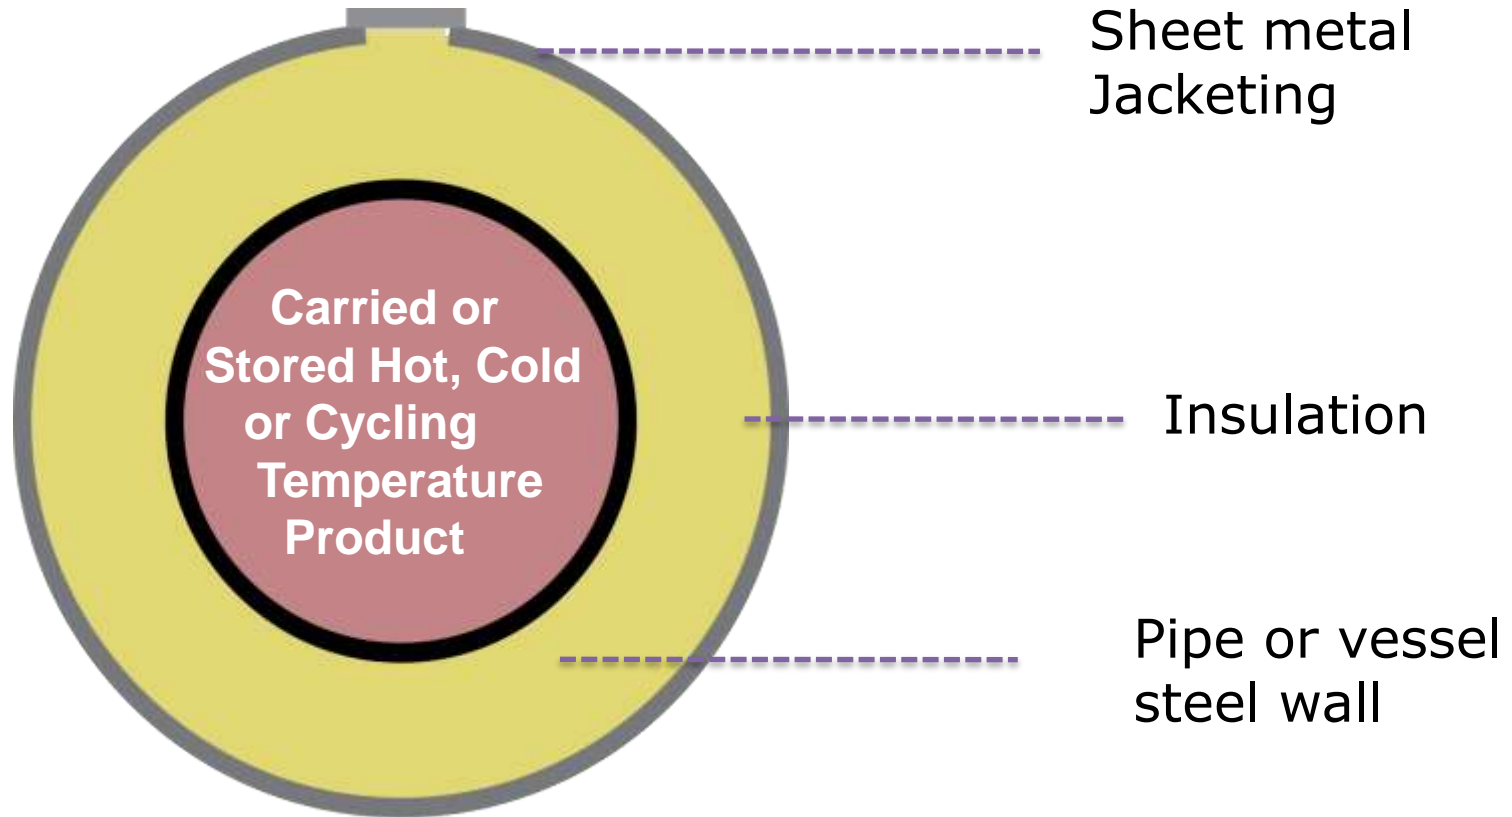 Sheet metal
Jacketing
Carried or
Stored Hot, Cold
or Cycling
Temperature
Product
Insulation
Pipe or vessel
steel wall